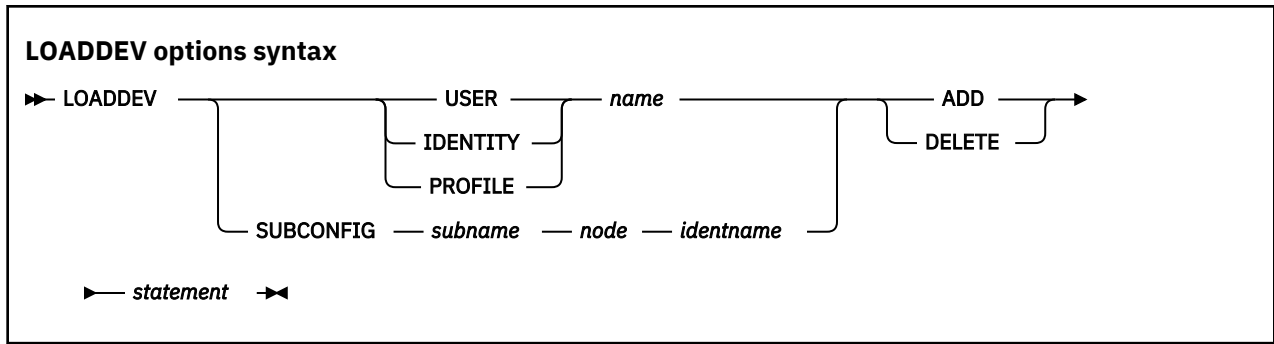 LOADDEV options syntax
LOADDEV USER name ADD
IDENTITY DELETE
PROFILE
SUBCONFIG subname node identname
statement